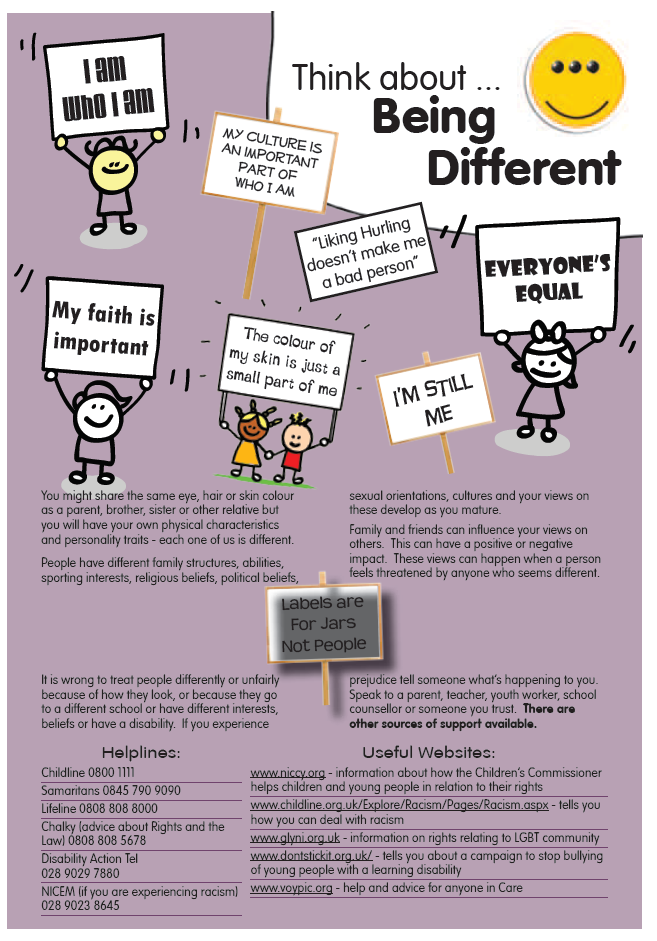 I am
who I am
Think about ...
Being
Different
MY CULTURE IS
AN IMPORTANT
PART OF
WHO I AM
"Liking Hurling
doesn't make me
a bad person"
EVERYONE'S
EQUAL
My faith is
important
The colour of
my skin is just a
small part of me
I'M STILL
ME
You might share the same eye, hair or skin colour
as a parent, brother, sister or other relative but
you will have your own physical characteristics
and personality traits - each one of us is different.
People have different family structures, abilities,
sporting interests, religious beliefs, political beliefs,
sexual orientations, cultures and your views on
these develop as you mature.
Family and friends can influence your views on
others. This can have a positive or negative
impact. These views can happen when a person
feels threatened by anyone who seems different.
Labels are
For Jars
Not People
It is wrong to treat people differently or unfairly
because of how they look, or because they go
to a different school or have different interests,
beliefs or have a disability. If you experience
prejudice tell someone what's happening to you.
Speak to a parent, teacher, youth worker, school
counsellor or someone you trust. There are
other sources of support available.
Helplines:
Childline 0800 1111
Samaritans 0845 790 9090
Lifeline 0808 808 8000
Chalky (advice about Rights and the
Law) 0808 808 5678
Disability Action Tel
028 9029 7880
NICEM (if you are experiencing racism)
028 9023 8645
Useful Websites:
www.niccy.org - information about how the Children's Commissioner
helps children and young people in relation to their rights
www.childline.org.uk/Explore/Racism/Pages/Racism.aspx - tells you
how you can deal with racism
www.glyni.org.uk - information on rights relating to LGBT community
www.dontstickit.org.uk/ - tells you about a campaign to stop bullying
of young people with a learning disability
www.voypic.org - help and advice for anyone in Care